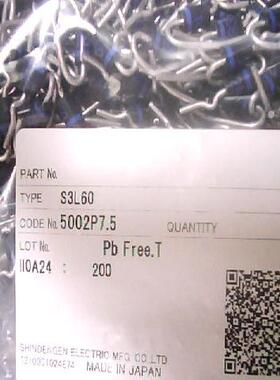 PART No.
TYPE S3L60
CODE No. 5002P7.5 QUANTITY
LOT No. Pb Free.T
110A24 : 200
SHINDENGEN ELECTRIC MFG. CO.,LTD
MADE IN JAPAN